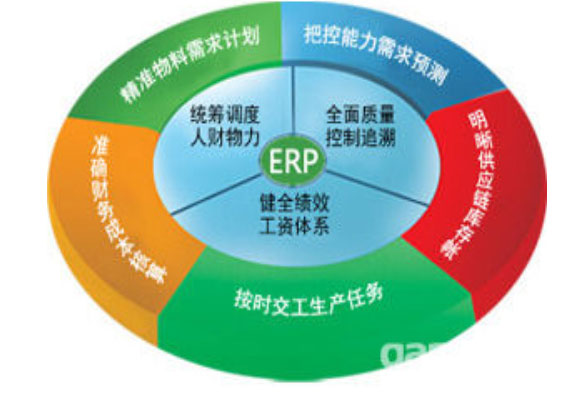 精准物料需求计划
把控能力需求预测
统筹调度
人财物力
全面质量
控制追溯
ERP
健全绩效
工资体系
准确财务成本核算
明晰供应链库存案
按时交工生产任务